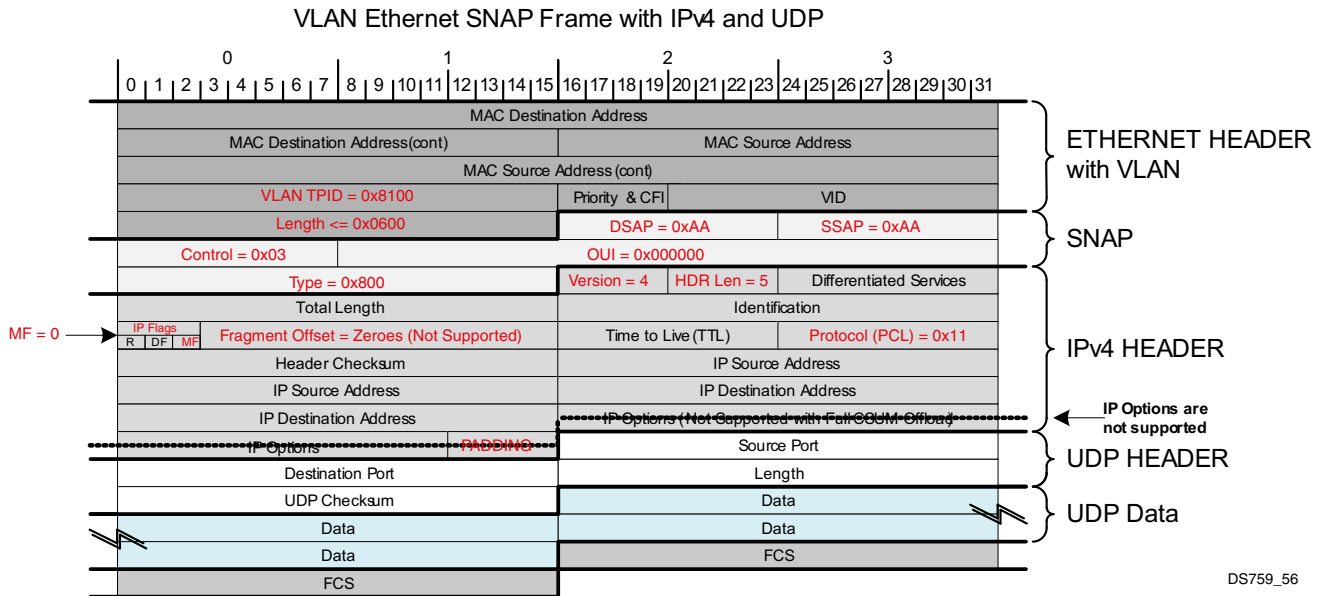 VLAN Ethernet SNAP Frame with IPv4 and UDP
0 1 2 3
0 1 2 3 4 5 6 7 8 9 10 11 12 13 14 15 16 17 18 19 20 21 22 23 24 25 26 27 28 29 30 31
MAC Destination Address
MAC Destination Address(cont) MAC Source Address
MAC Source Address (cont)
ETHERNET HEADER
with VLAN
VLAN TPID = 0x8100 Priority & CFI VID
Length <= 0x0600 DSAP = 0xAA SSAP = 0xAA
SNAP
Control = 0x03 OUI = 0x000000
Type = 0x800 Version = 4 HDR Len = 5 Differentiated Services
Total Length Identification
MF = 0
IP Flags
R DF MF
Fragment Offset = Zeroes (Not Supported) Time to Live (TTL) Protocol (PCL) = 0x11
IPv4 HEADER
Header Checksum IP Source Address
IP Source Address IP Destination Address
IP Destination Address IP Options (Not Supported with Full CSUM Offload)
IP Options are
not supported
IP Options PADDING Source Port
UDP HEADER
Destination Port Length
UDP Checksum Data
UDP Data
Data Data
Data FCS
FCS
DS759_56